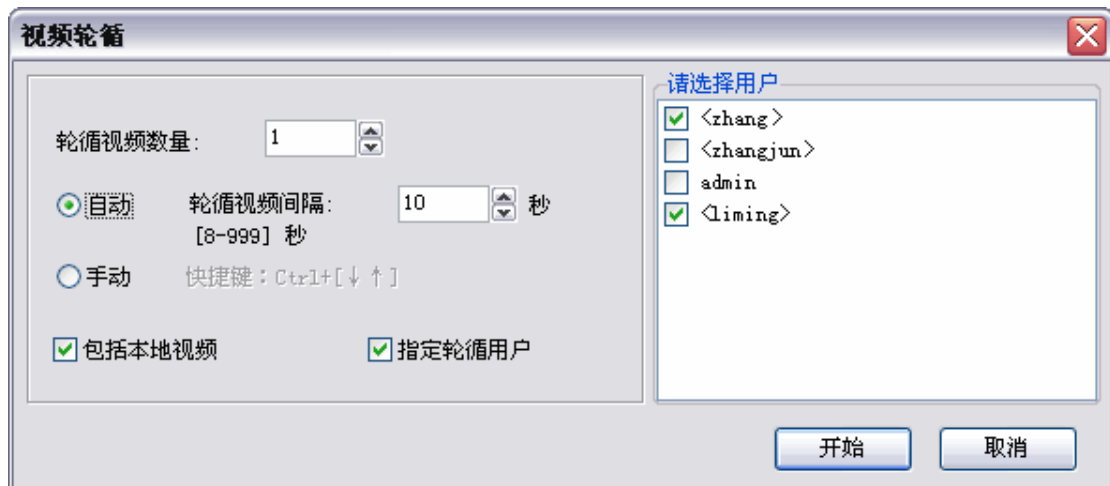 视频轮循
轮循视频数量: 1
自动 轮循视频间隔: 10 秒
[8-999] 秒
手动 快捷键：Ctrl+[↓↑]
包括本地视频 指定轮循用户
请选择用户
<zhang>
<zhangjun>
admin
<liming>
开始 取消